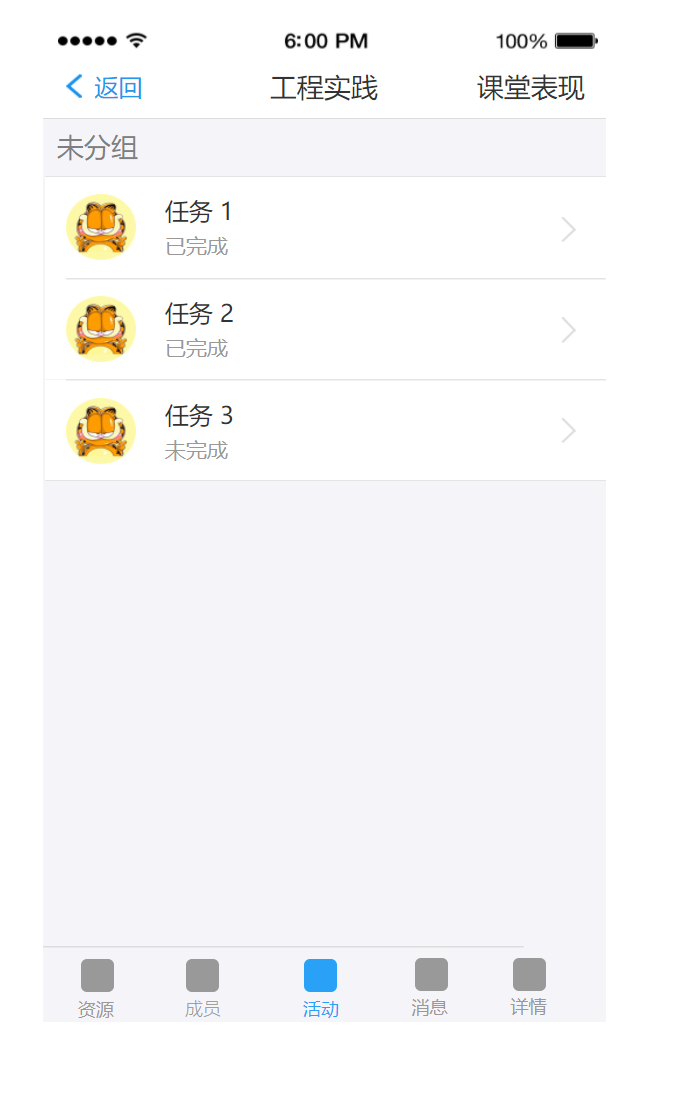 6:00 PM 100%
返回 工程实践 课堂表现
未分组
任务 1
已完成
任务 2
已完成
任务 3
未完成
资源 成员 活动 消息 详情